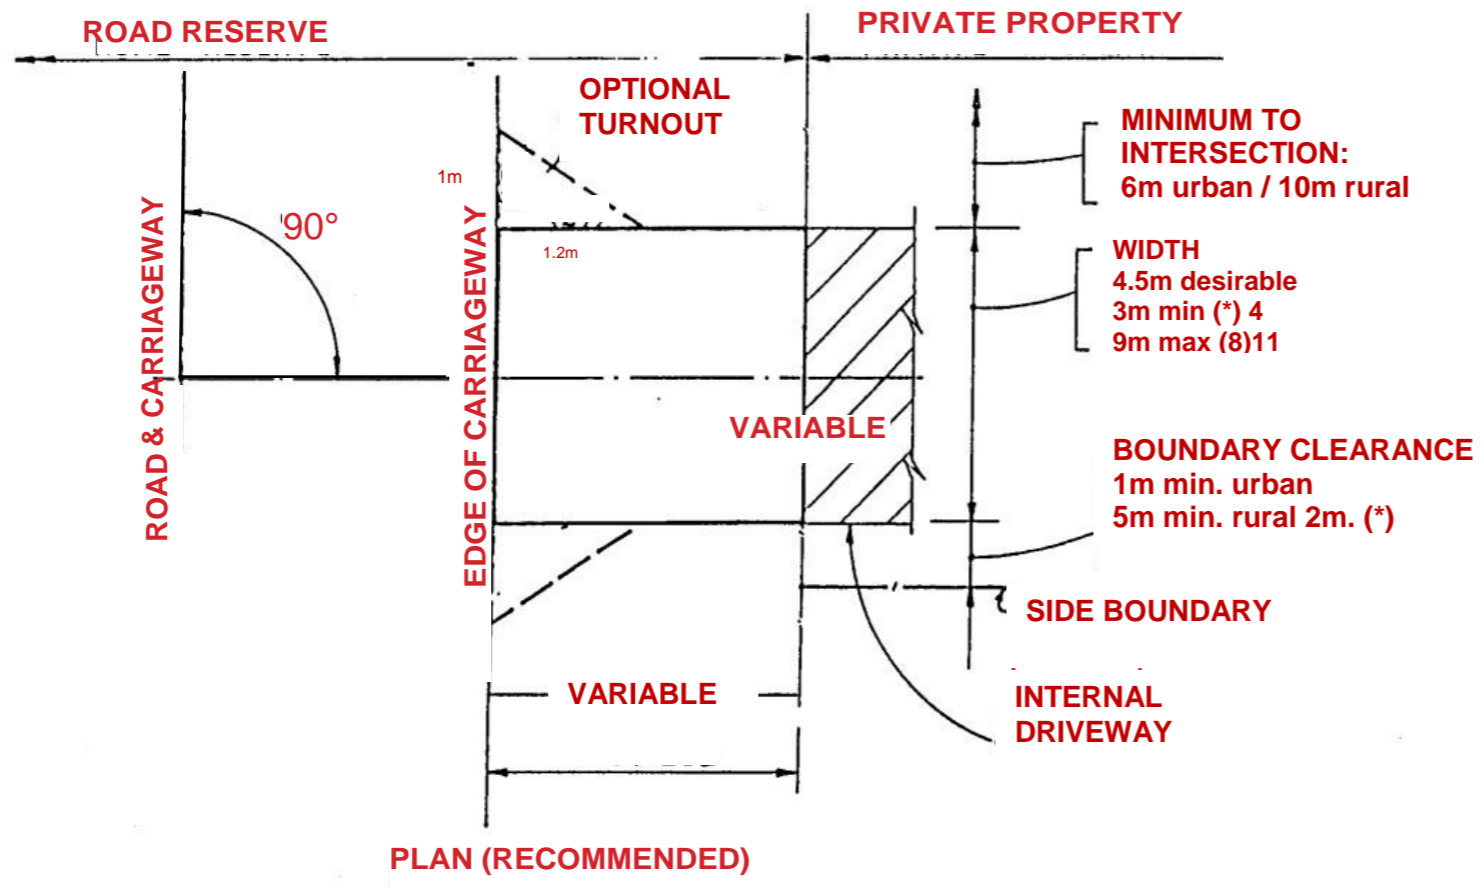 ROAD RESERVE
PRIVATE PROPERTY
OPTIONAL
TURNOUT
MINIMUM TO
INTERSECTION:
6m urban / 10m rural
1m
90°
1.2m
WIDTH
4.5m desirable
3m min (*) 4
9m max (8)11
ROAD & CARRIAGEWAY
EDGE OF CARRIAGEWAY
VARIABLE
BOUNDARY CLEARANCE
1m min. urban
5m min. rural 2m. (*)
SIDE BOUNDARY
VARIABLE
INTERNAL
DRIVEWAY
PLAN (RECOMMENDED)